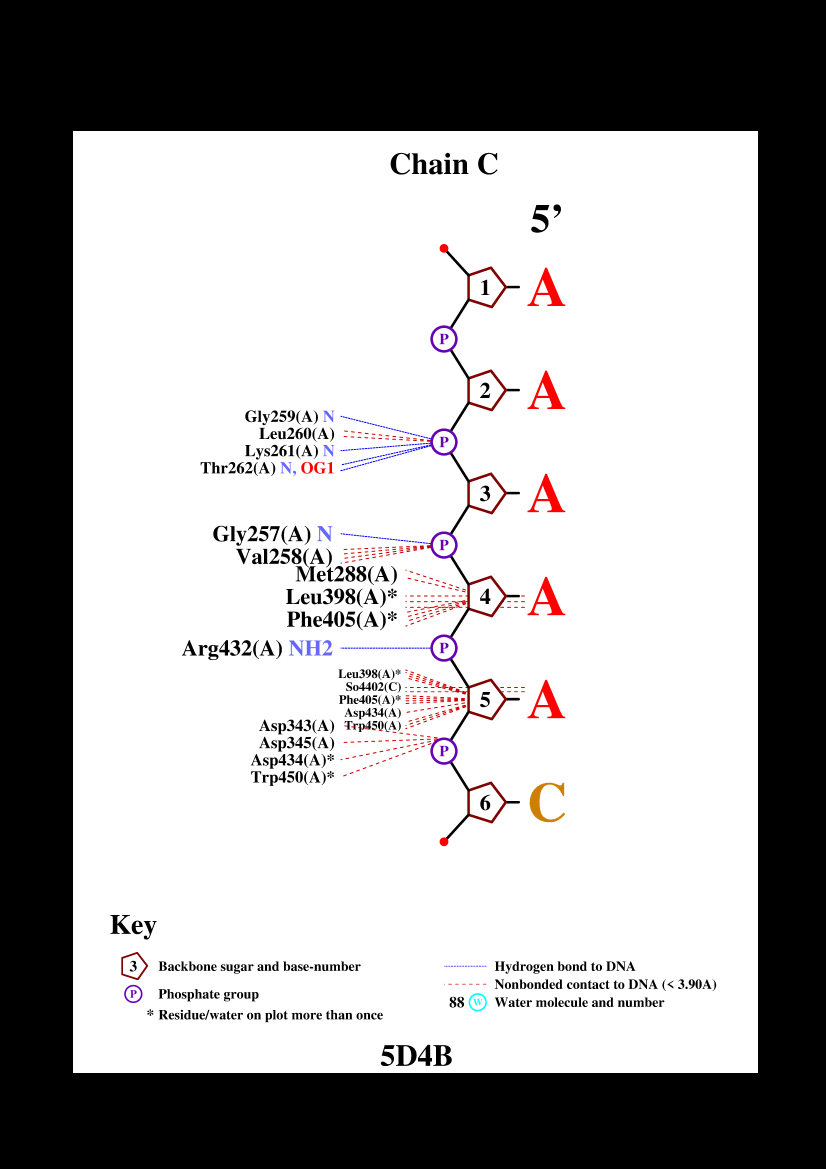 Chain C
5’
1 A
P
2 A
Gly259(A) N
Leu260(A)
P
Lys261(A) N
Thr262(A) N, OG1
3 A
Gly257(A) N
P
Val258(A)
Met288(A)
Leu398(A)* 4 A
Phe405(A)*
Arg432(A) NH2 P
Leu398(A)*
So4402(C)
Phe405(A)* 5 A
Asp434(A)
Trp450(A)
Asp343(A)
Asp345(A) P
Asp434(A)*
Trp450(A)*
6 C
Key
3 Backbone sugar and base-number
P Phosphate group
* Residue/water on plot more than once
Hydrogen bond to DNA
Nonbonded contact to DNA (< 3.90A)
88 W Water molecule and number
5D4B